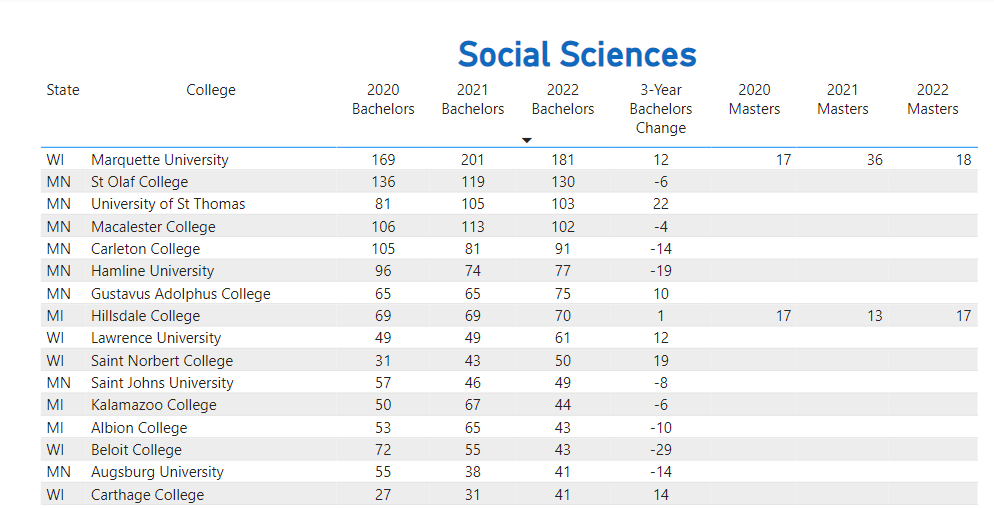 Social Sciences
State College 2020 Bachelors 2021 Bachelors 2022 Bachelors 3-Year Bachelors Change 2020 Masters 2021 Masters 2022 Masters
WI Marquette University 169 201 181 12 17 36 18
MN St Olaf College 136 119 130 -6
MN University of St Thomas 81 105 103 22
MN Macalester College 106 113 102 -4
MN Carleton College 105 81 91 -14
MN Hamline University 96 74 77 -19
MN Gustavus Adolphus College 65 65 75 10
MI Hillsdale College 69 69 70 1 17 13 17
WI Lawrence University 49 49 61 12
WI Saint Norbert College 31 43 50 19
MN Saint Johns University 57 46 49 -8
MI Kalamazoo College 50 67 44 -6
MI Albion College 53 65 43 -10
WI Beloit College 72 55 43 -29
MN Augsburg University 55 38 41 -14
WI Carthage College 27 31 41 14